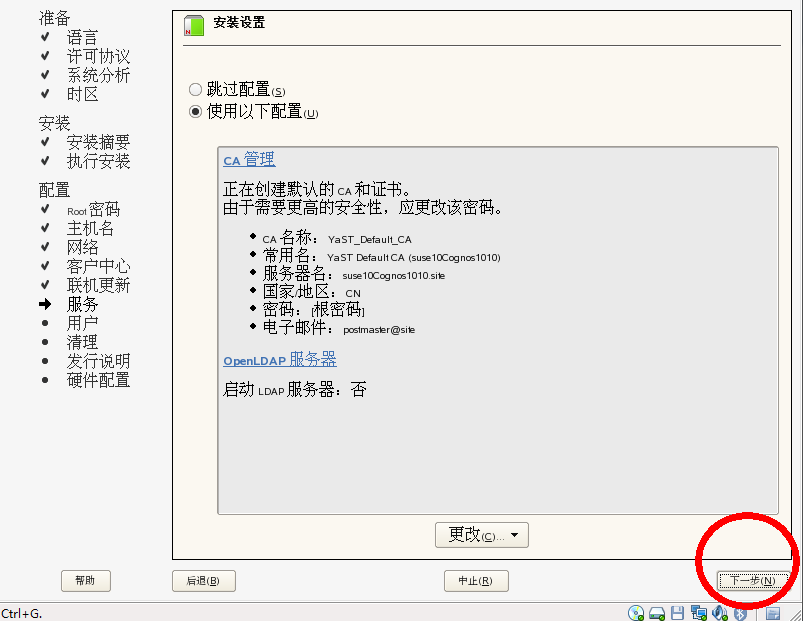 准备
语言
许可协议
系统分析
时区
安装
安装摘要
执行安装
配置
Root 密码
主机名
网络
客户中心
联机更新
服务
用户
清理
发行说明
硬件配置
安装设置
跳过配置(S)
使用以下配置(U)
CA 管理
正在创建默认的 CA 和证书。
由于需要更高的安全性，应更改该密码。
CA 名称： YaST_Default_CA
常用名： YaST Default CA (suse10Cognos1010)
服务器名： suse10Cognos1010.site
国家/地区： CN
密码： [根密码]
电子邮件： postmaster@site
OpenLDAP 服务器
启动 LDAP 服务器：否
更改(C)...
帮助
后退(B)
中止(R)
下一步(N)
Ctrl+G.